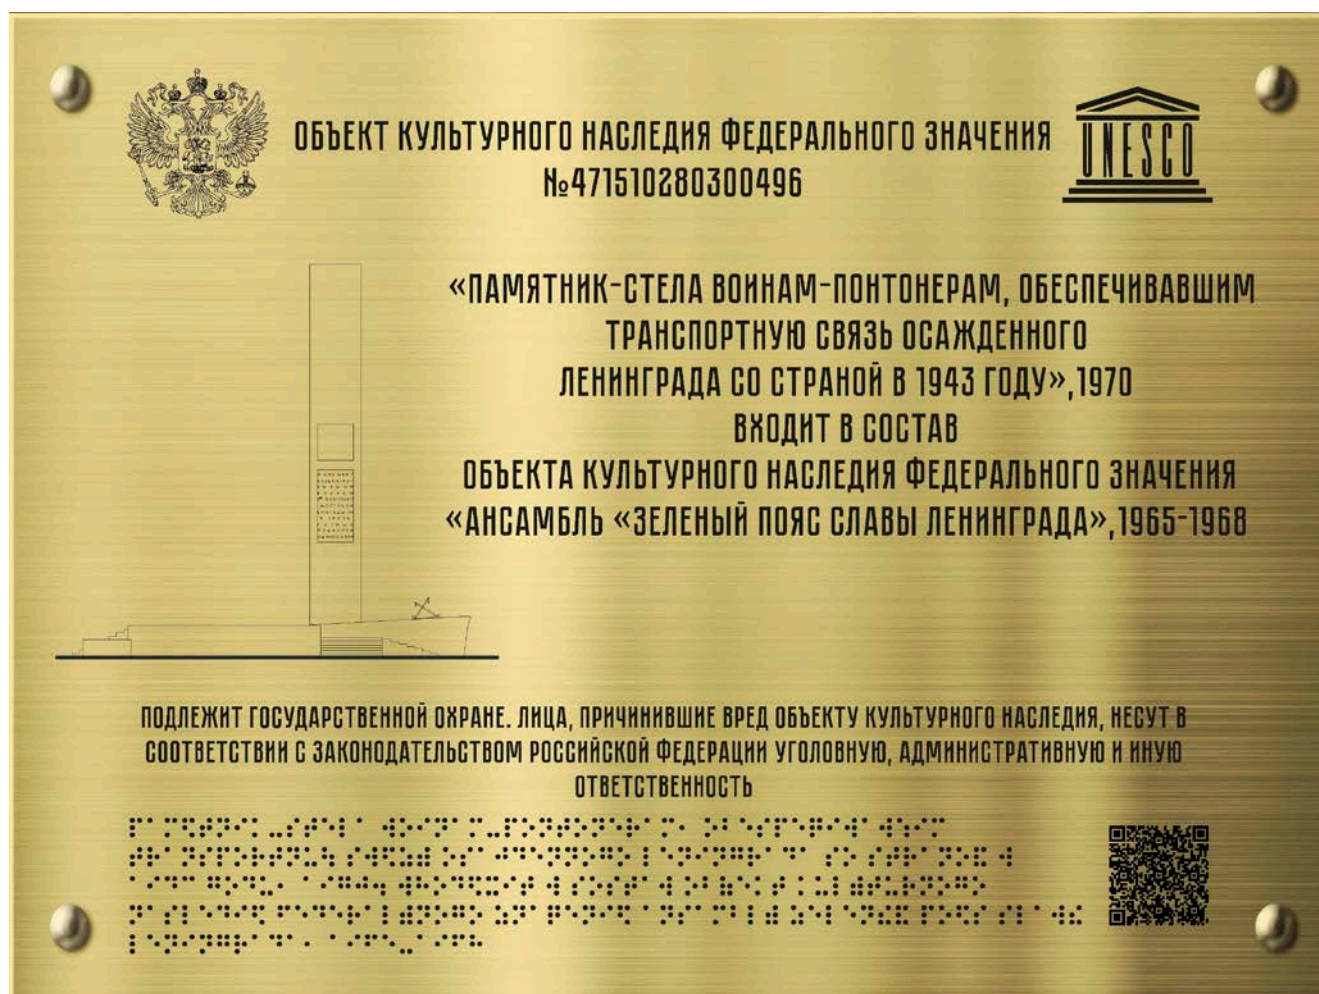 ОБЪЕКТ КУЛЬТУРНОГО НАСЛЕДИЯ ФЕДЕРАЛЬНОГО ЗНАЧЕНИЯ
№471510280300496
UNESCO
«ПАМЯТНИК-СТЕЛА ВОИНАМ-ПОНТОНЕРАМ, ОБЕСПЕЧИВАВШИМ
ТРАНСПОРТНУЮ СВЯЗЬ ОСАЖДЕННОГО
ЛЕНИНГРАДА СО СТРАНОЙ В 1943 ГОДУ»,1970
ВХОДИТ В СОСТАВ
ОБЪЕКТА КУЛЬТУРНОГО НАСЛЕДИЯ ФЕДЕРАЛЬНОГО ЗНАЧЕНИЯ
«АНСАМБЛЬ «ЗЕЛЕНЫЙ ПОЯС СЛАВЫ ЛЕНИНГРАДА»,1965-1968
ПОДЛЕЖИТ ГОСУДАРСТВЕННОЙ ОХРАНЕ. ЛИЦА, ПРИЧИНИВШИЕ ВРЕД ОБЪЕКТУ КУЛЬТУРНОГО НАСЛЕДИЯ, НЕСУТ В
СООТВЕТСТВИИ С ЗАКОНОДАТЕЛЬСТВОМ РОССИЙСКОЙ ФЕДЕРАЦИИ УГОЛОВНУЮ, АДМИНИСТРАТИВНУЮ И ИНУЮ
ОТВЕТСТВЕННОСТЬ